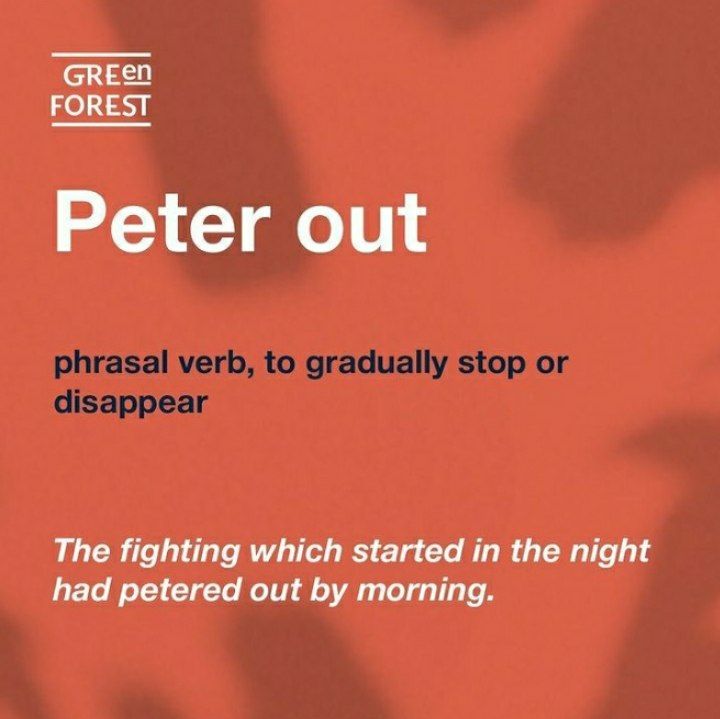 GREen
FOREST
Peter out
phrasal verb, to gradually stop or
disappear
The fighting which started in the night
had petered out by morning.